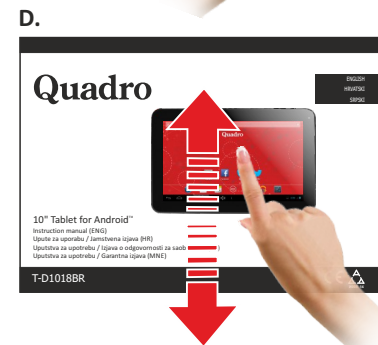 D.
Quadro
ENGLISH
HRVATSKI
SRPSKI
Quadro
10" Tablet for Android™
Instruction manual (ENG)
Upute za uporabu / Jamstvena izjava (HR)
Uputstva za upotrebu / Izjava o odgovornosti za saob
Uputstva za upotrebu / Garantna izjava (MNE)
T-D1018BR